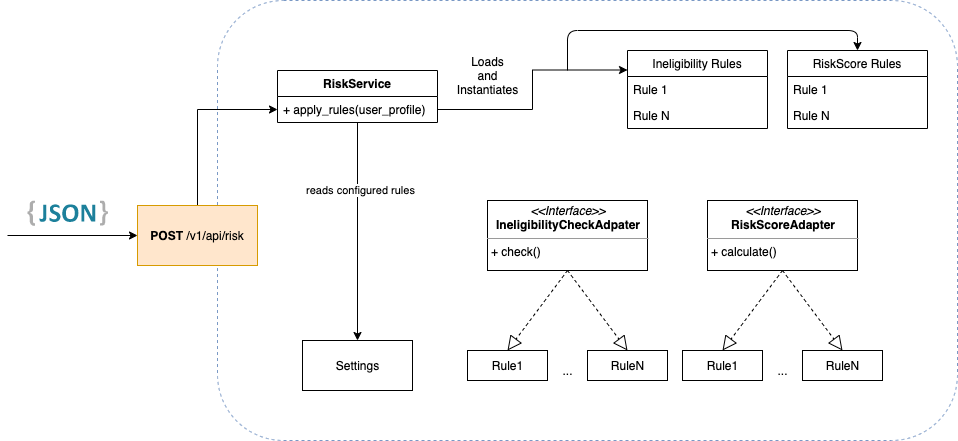 {JSON}
POST /v1/api/risk
RiskService
+ apply_rules(user_profile)
Loads
and
Instantiates
Ineligibility Rules
Rule 1
Rule N
RiskScore Rules
Rule 1
Rule N
reads configured rules
Settings
<<Interface>>
IneligibilityCheckAdpater
+ check()
Rule1
...
RuleN
<<Interface>>
RiskScoreAdapter
+ calculate()
Rule1
...
RuleN